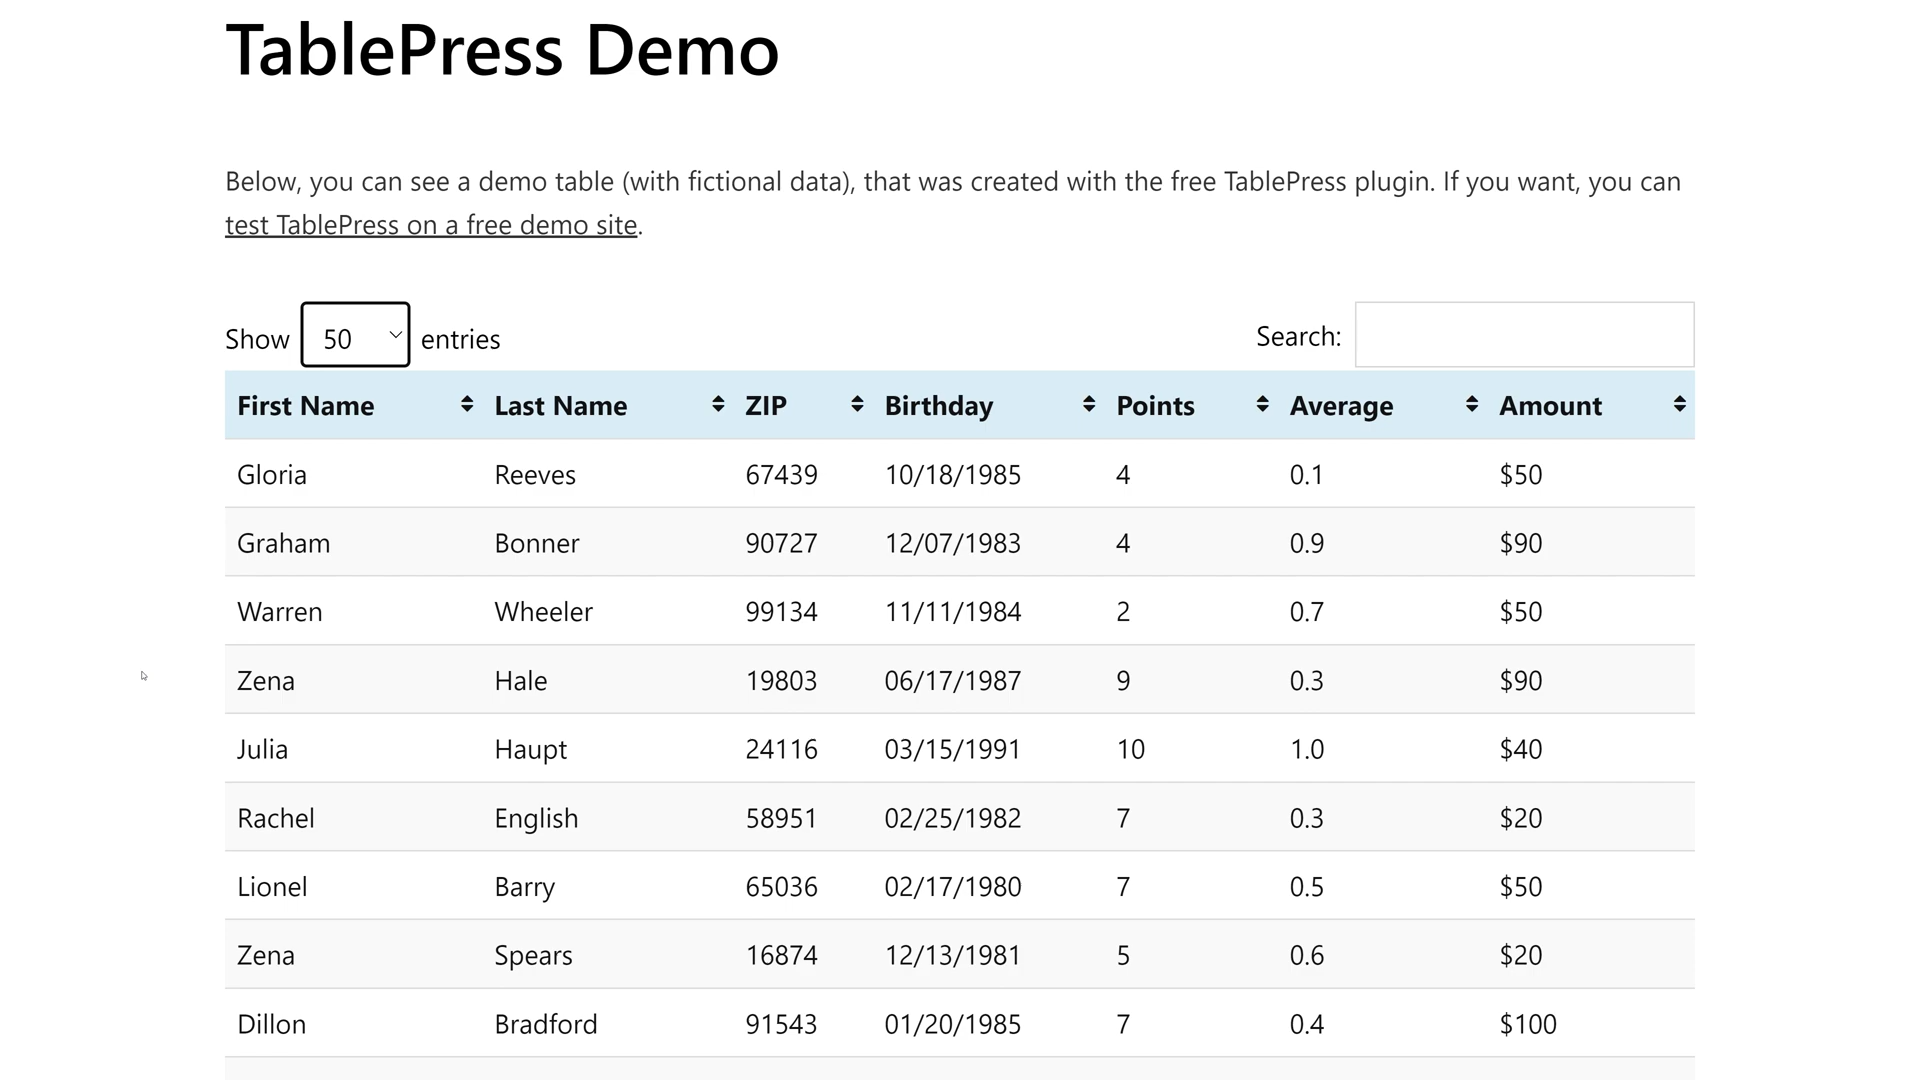 TablePress Demo
Below, you can see a demo table (with fictional data), that was created with the free TablePress plugin. If you want, you can
test TablePress on a free demo site.
Show 50 entries Search:
First Name Last Name ZIP Birthday Points Average Amount
Gloria Reeves 67439 10/18/1985 4 0.1 $50
Graham Bonner 90727 12/07/1983 4 0.9 $90
Warren Wheeler 99134 11/11/1984 2 0.7 $50
Zena Hale 19803 06/17/1987 9 0.3 $90
Julia Haupt 24116 03/15/1991 10 1.0 $40
Rachel English 58951 02/25/1982 7 0.3 $20
Lionel Barry 65036 02/17/1980 7 0.5 $50
Zena Spears 16874 12/13/1981 5 0.6 $20
Dillon Bradford 91543 01/20/1985 7 0.4 $100